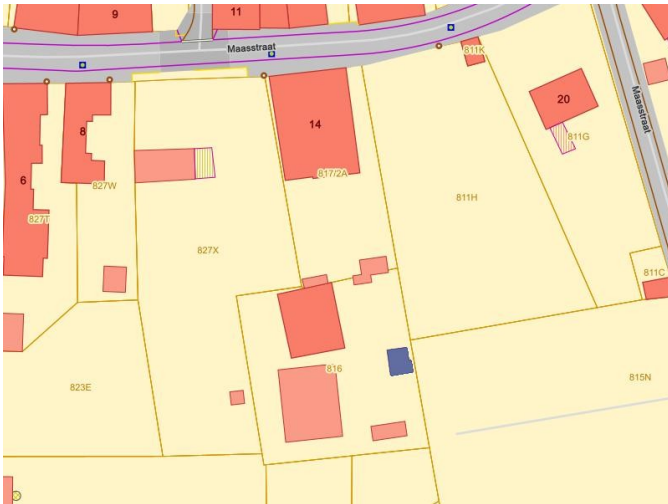 9
11
Maasstraat
811K
Maasstraat
20
8
14
811G
6
817/2A
827W
811H
827T
827X
811C
816
815N
823E